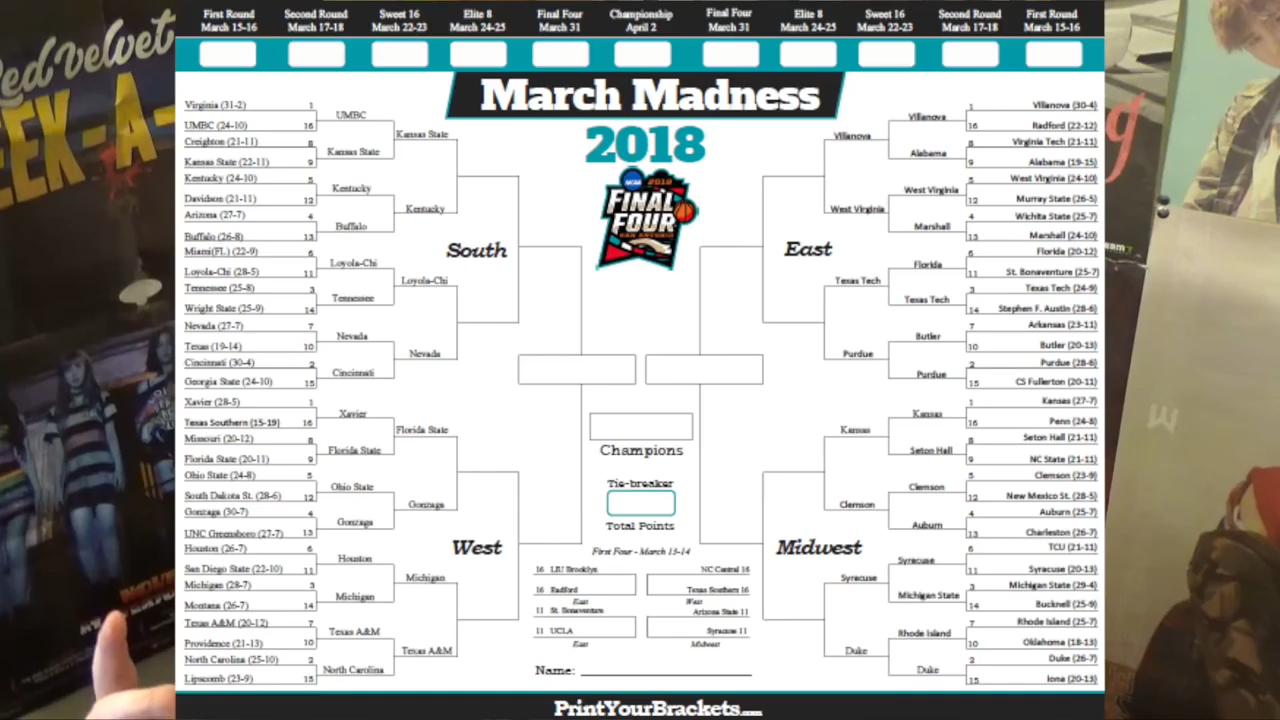 Red Velvet
First Round
March 15-16
Second Round
March 17-18
Sweet 16
March 22-23
Elite 8
March 24-25
Final Four
March 31
Championship
April 2
Final Four
March 31
Elite 8
March 24-25
Sweet 16
March 22-23
Second Round
March 17-18
First Round
March 15-16
March Madness
2018
NCAA 2018
FINAL
FOUR
SAN ANTONIO
Virginia (31-2) 1
UMBC (24-10) 16
Creighton (21-11) 8
Kansas State (22-11) 9
Kentucky (24-10) 5
Davidson (21-11) 12
Arizona (27-7) 4
Buffalo (26-8) 13
Miami(FL) (22-9) 6
Loyola-Chi (28-5) 11
Tennessee (25-8) 3
Wright State (25-9) 14
Nevada (27-7) 7
Texas (19-14) 10
Cincinnati (30-4) 2
Georgia State (24-10) 15
UMBC
Kansas State
Kentucky
Buffalo
Loyola-Chi
Tennessee
Nevada
Cincinnati
Kansas State
Kentucky
Loyola-Chi
Nevada
South
Xavier (28-5) 1
Texas Southern (15-19) 16
Missouri (20-12) 8
Florida State (20-11) 9
Ohio State (24-8) 5
South Dakota St. (28-6) 12
Gonzaga (30-7) 4
UNC Greensboro (27-7) 13
Houston (26-7) 6
San Diego State (22-10) 11
Michigan (28-7) 3
Montana (26-7) 14
Texas A&M (20-12) 7
Providence (21-13) 10
North Carolina (25-10) 2
Lipscomb (23-9) 15
Xavier
Florida State
Ohio State
Gonzaga
Houston
Michigan
Texas A&M
North Carolina
Florida State
Gonzaga
Michigan
Texas A&M
West
Champions
Tie-breaker
Total Points
First Four - March 13-14
16 LIU Brooklyn
16 Radford
East
11 St. Bonaventure
11 UCLA
East
NC Central 16
Texas Southern 16
West
Arizona State 11
Syracuse 11
Midwest
Name:
East
Villanova
West Virginia
Texas Tech
Purdue
Villanova
Alabama
West Virginia
Marshall
Florida
Texas Tech
Butler
Purdue
1 Villanova (30-4)
16 Radford (22-12)
8 Virginia Tech (21-11)
9 Alabama (19-15)
5 West Virginia (24-10)
12 Murray State (26-5)
4 Wichita State (25-7)
13 Marshall (24-10)
6 Florida (20-12)
11 St. Bonaventure (25-7)
3 Texas Tech (24-9)
14 Stephen F. Austin (28-6)
7 Arkansas (23-11)
10 Butler (20-13)
2 Purdue (28-6)
15 CS Fullerton (20-11)
Midwest
Kansas
Clemson
Syracuse
Duke
Kansas
Seton Hall
Clemson
Auburn
Syracuse
Michigan State
Rhode Island
Duke
1 Kansas (27-7)
16 Penn (24-8)
8 Seton Hall (21-11)
9 NC State (21-11)
5 Clemson (23-9)
12 New Mexico St. (28-5)
4 Auburn (25-7)
13 Charleston (26-7)
6 TCU (21-11)
11 Syracuse (20-13)
3 Michigan State (29-4)
14 Bucknell (25-9)
7 Rhode Island (25-7)
10 Oklahoma (18-13)
2 Duke (26-7)
15 Iona (20-13)
PrintYourBrackets.com